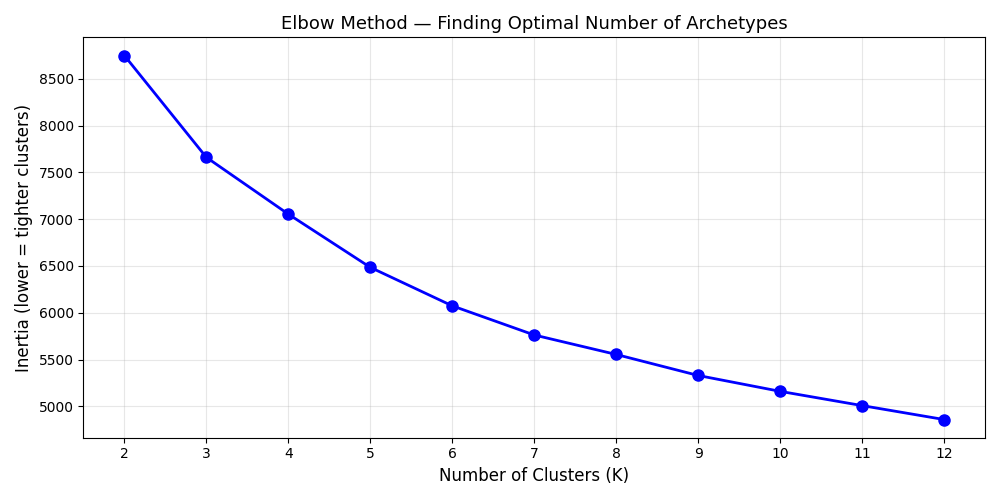 Elbow Method — Finding Optimal Number of Archetypes
Inertia (lower = tighter clusters)
8500
8000
7500
7000
6500
6000
5500
5000
2 3 4 5 6 7 8 9 10 11 12
Number of Clusters (K)